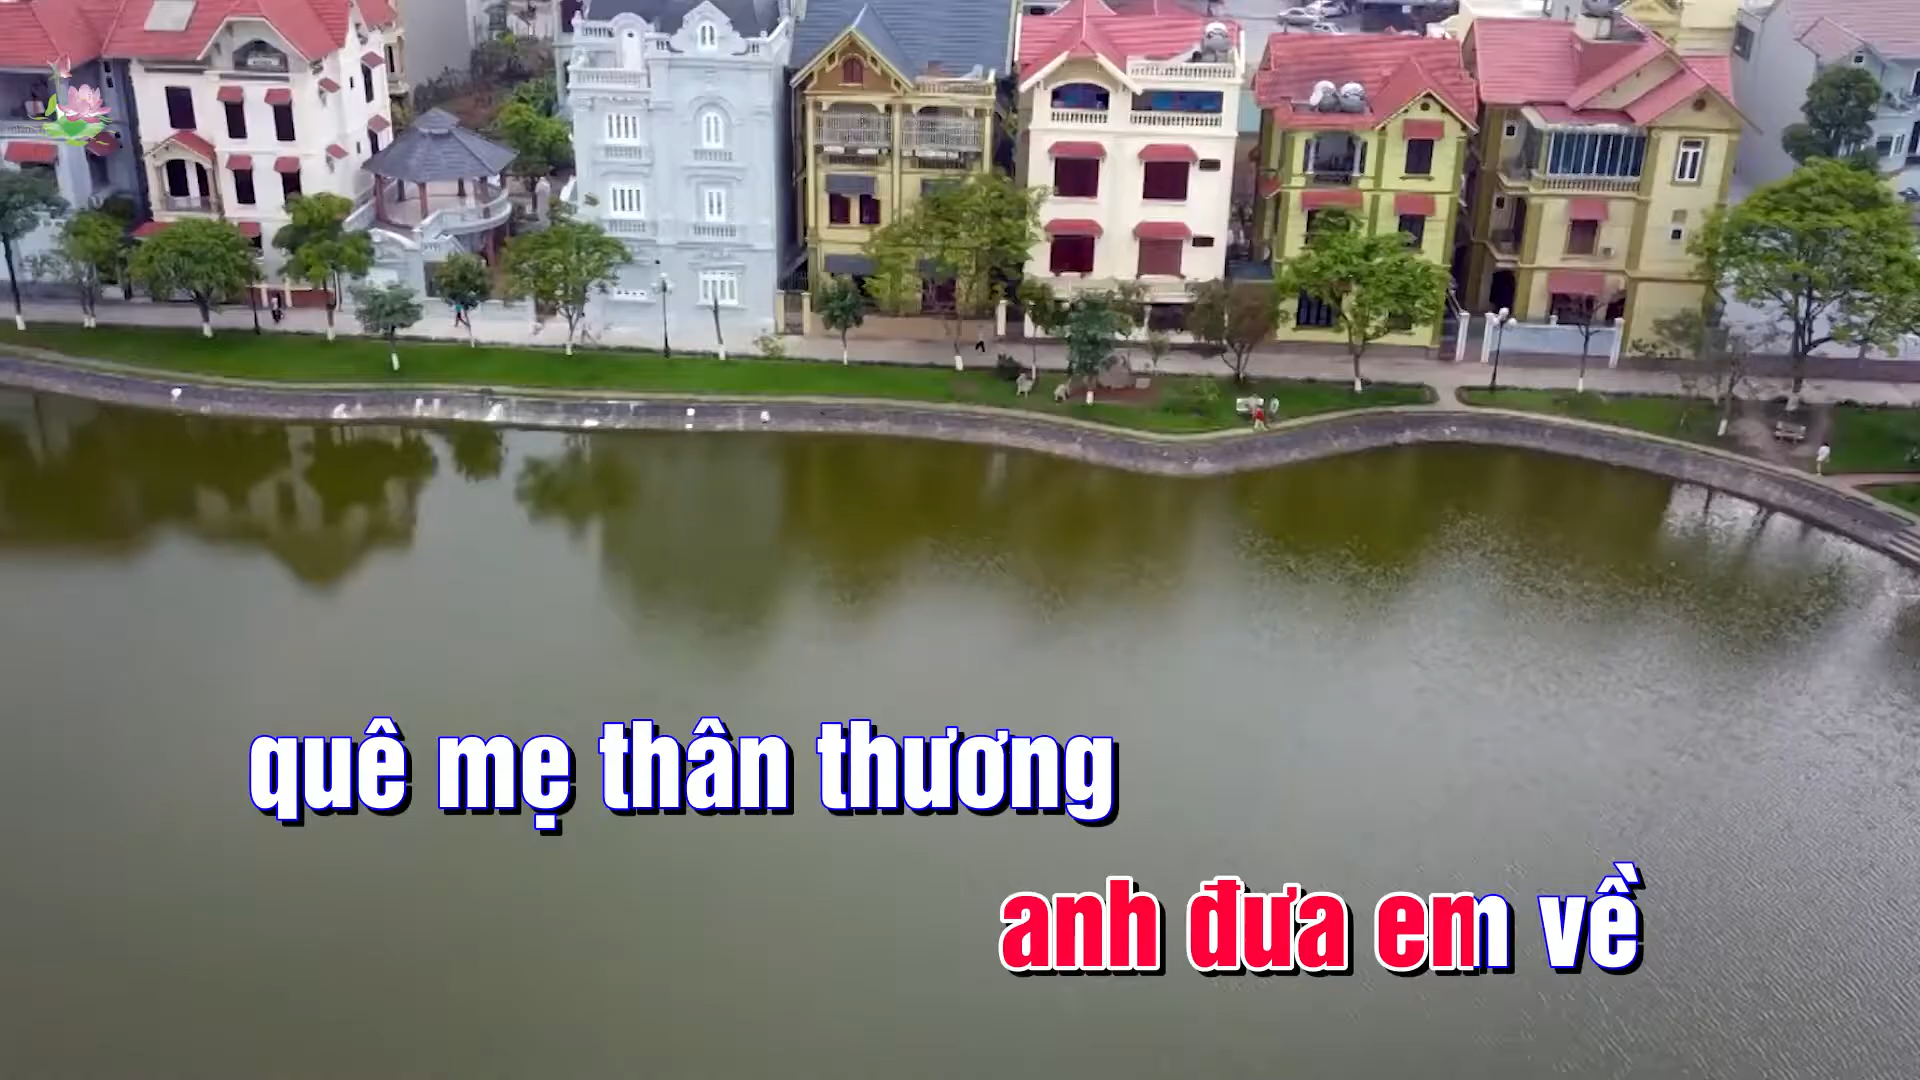 quê mẹ thân thương
anh đưa em về